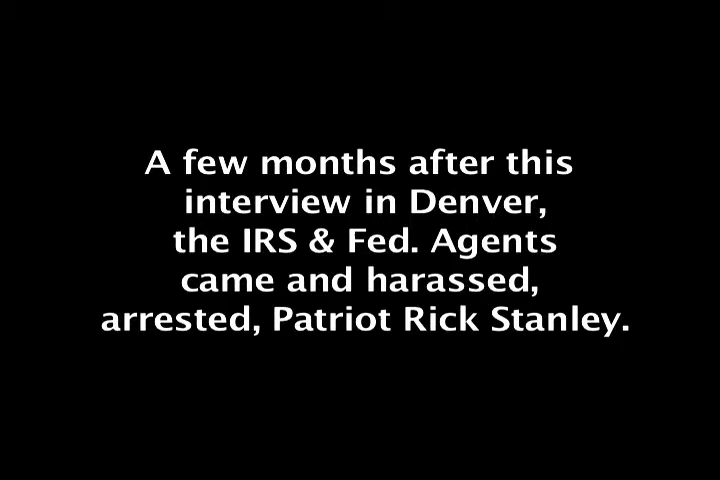 A few months after this
interview in Denver,
the IRS & Fed. Agents
came and harassed,
arrested, Patriot Rick Stanley.